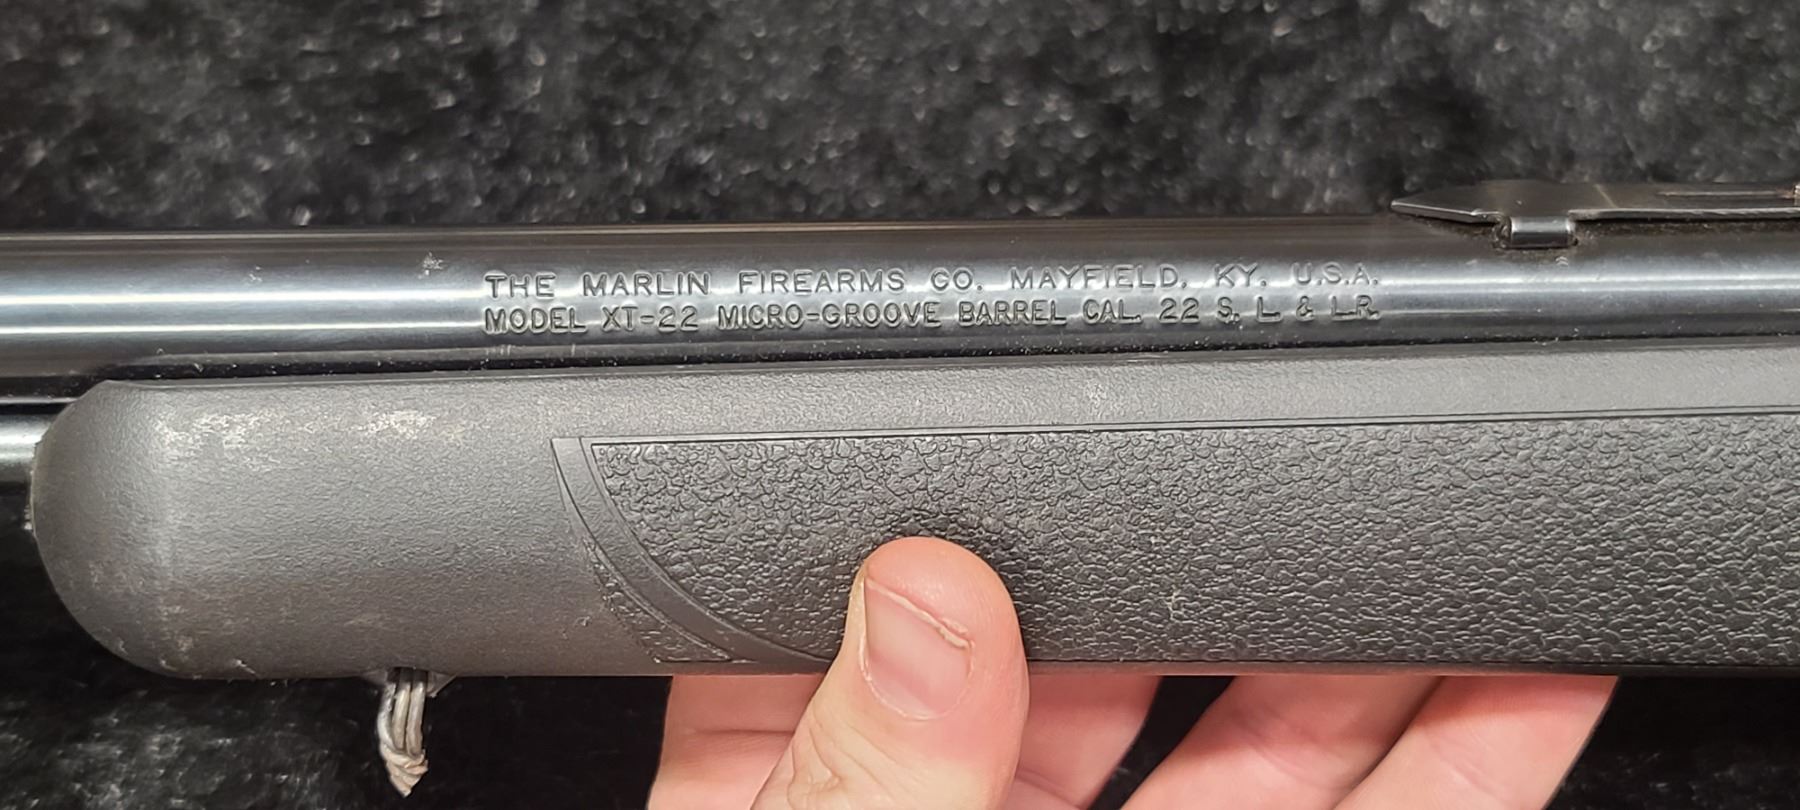 THE MARLIN FIREARMS CO. MAYFIELD, KY. U.S.A.
MODEL XT-22 MICRO-GROOVE BARREL CAL. 22 S. L. & L.R.